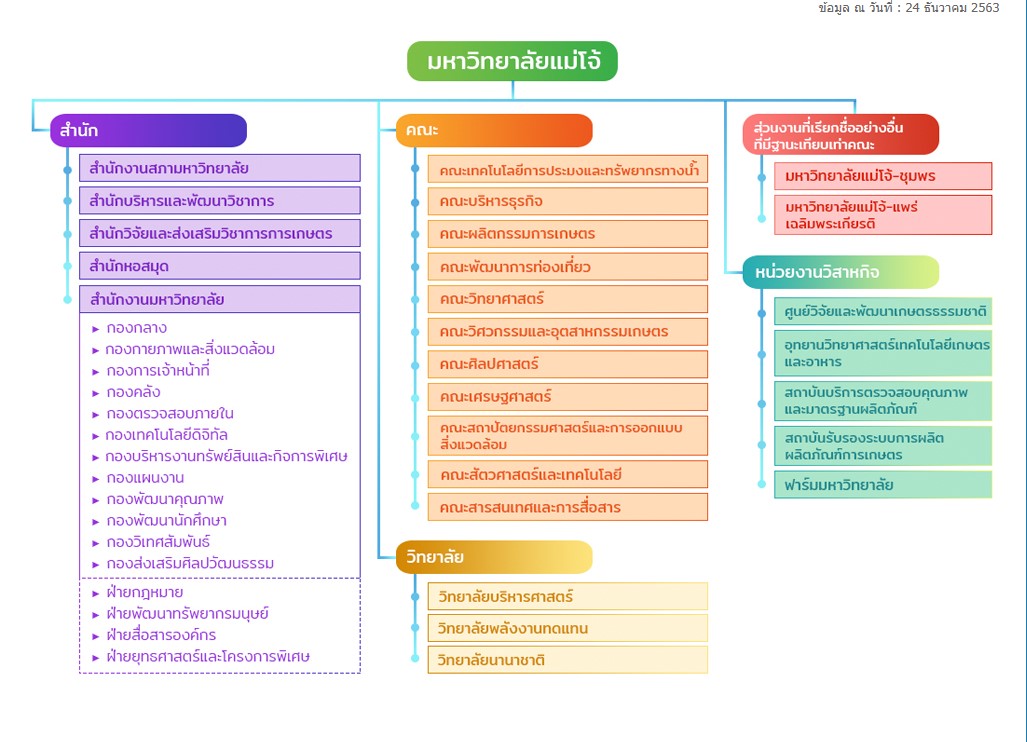 ข้อมูล ณ วันที่ : 24 ธันวาคม 2563
มหาวิทยาลัยแม่โจ้
สำนัก
สำนักงานสภามหาวิทยาลัย
สำนักบริหารและพัฒนาวิชาการ
สำนักวิจัยและส่งเสริมวิชาการการเกษตร
สำนักหอสมุด
สำนักงานมหาวิทยาลัย
► กองกลาง
► กองกายภาพและสิ่งแวดล้อม
► กองการเจ้าหน้าที่
► กองคลัง
► กองตรวจสอบภายใน
► กองเทคโนโลยีดิจิทัล
► กองบริหารงานทรัพย์สินและกิจการพิเศษ
► กองแผนงาน
► กองพัฒนาคุณภาพ
► กองพัฒนานักศึกษา
► กองวิเทศสัมพันธ์
► กองส่งเสริมศิลปวัฒนธรรม
► ฝ่ายกฎหมาย
► ฝ่ายพัฒนาทรัพยากรมนุษย์
► ฝ่ายสื่อสารองค์กร
► ฝ่ายยุทธศาสตร์และโครงการพิเศษ
คณะ
คณะเทคโนโลยีการประมงและทรัพยากรทางน้ำ
คณะบริหารธุรกิจ
คณะผลิตกรรมการเกษตร
คณะพัฒนาการท่องเที่ยว
คณะวิทยาศาสตร์
คณะวิศวกรรมและอุตสาหกรรมเกษตร
คณะศิลปศาสตร์
คณะเศรษฐศาสตร์
คณะสถาปัตยกรรมศาสตร์และการออกแบบ
สิ่งแวดล้อม
คณะสัตวศาสตร์และเทคโนโลยี
คณะสารสนเทศและการสื่อสาร
วิทยาลัย
วิทยาลัยบริหารศาสตร์
วิทยาลัยพลังงานทดแทน
วิทยาลัยนานาชาติ
ส่วนงานที่เรียกชื่ออย่างอื่น
ที่มีฐานะเทียบเท่าคณะ
มหาวิทยาลัยแม่โจ้-ชุมพร
มหาวิทยาลัยแม่โจ้-แพร่
เฉลิมพระเกียรติ
หน่วยงานวิสาหกิจ
ศูนย์วิจัยและพัฒนาเกษตรธรรมชาติ
อุทยานวิทยาศาสตร์เทคโนโลยีเกษตร
และอาหาร
สถาบันบริการตรวจสอบคุณภาพ
และมาตรฐานผลิตภัณฑ์
สถาบันรับรองระบบการผลิต
ผลิตภัณฑ์การเกษตร
ฟาร์มมหาวิทยาลัย